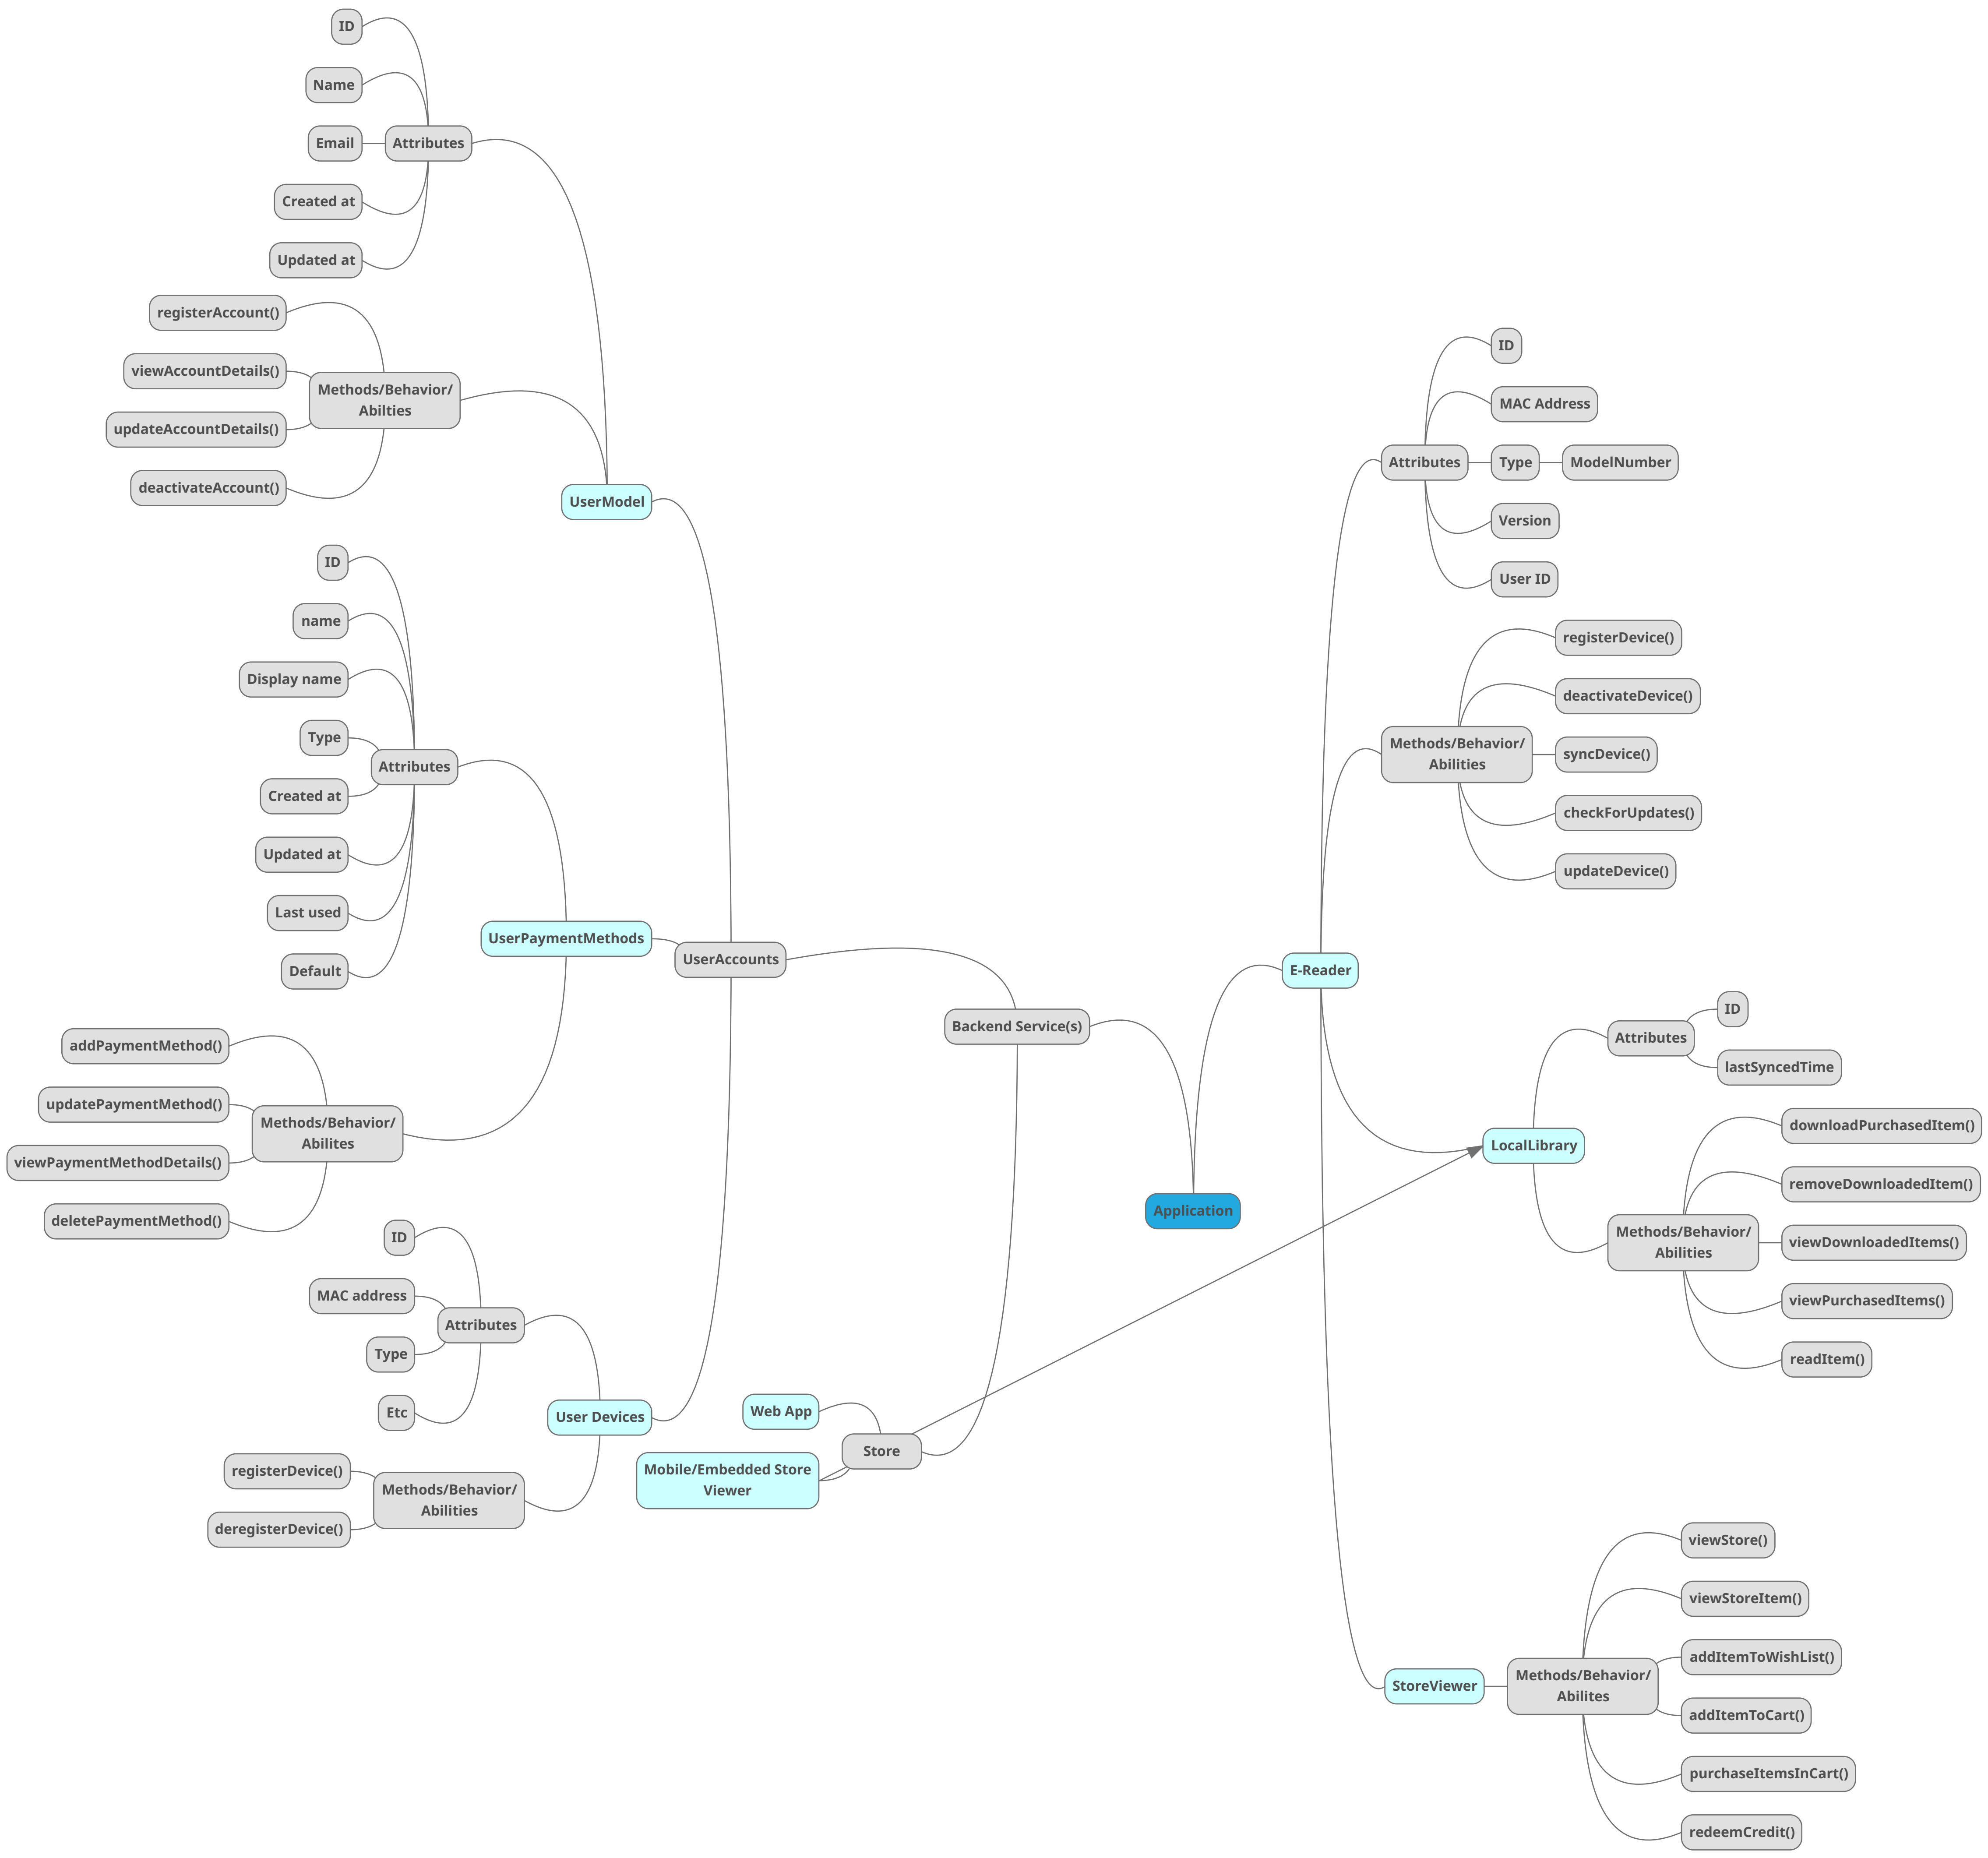 ID
Name
Email
Attributes
Created at
Updated at
registerAccount()
viewAccountDetails()
Methods/Behavior/
Abilties
updateAccountDetails()
deactivateAccount()
UserModel
ID
name
Display name
Type
Attributes
Created at
Updated at
Last used
Default
UserPaymentMethods
addPaymentMethod()
updatePaymentMethod()
Methods/Behavior/
Abilites
viewPaymentMethodDetails()
deletePaymentMethod()
UserAccounts
ID
MAC address
Attributes
Type
Etc
User Devices
registerDevice()
Methods/Behavior/
Abilities
deregisterDevice()
Backend Service(s)
Web App
Store
Mobile/Embedded Store
Viewer
Application
E-Reader
ID
MAC Address
Attributes
Type
ModelNumber
Version
User ID
registerDevice()
deactivateDevice()
Methods/Behavior/
Abilities
syncDevice()
checkForUpdates()
updateDevice()
LocalLibrary
ID
Attributes
lastSyncedTime
downloadPurchasedItem()
removeDownloadedItem()
Methods/Behavior/
Abilities
viewDownloadedItems()
viewPurchasedItems()
readItem()
StoreViewer
viewStore()
viewStoreItem()
addItemToWishList()
Methods/Behavior/
Abilites
addItemToCart()
purchaseItemsInCart()
redeemCredit()